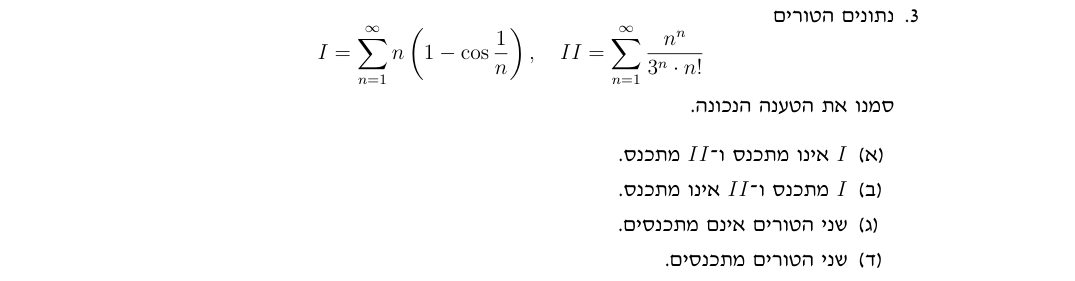 3. נתונים הטורים
$I = \sum_{n=1}^{\infty} n \left(1 - \cos \frac{1}{n}\right), \quad II = \sum_{n=1}^{\infty} \frac{n^n}{3^n \cdot n!}$
סמנו את הטענה הנכונה.
(א) I אינו מתכנס ו־II מתכנס.
(ב) I מתכנס ו־II אינו מתכנס.
(ג) שני הטורים אינם מתכנסים.
(ד) שני הטורים מתכנסים.